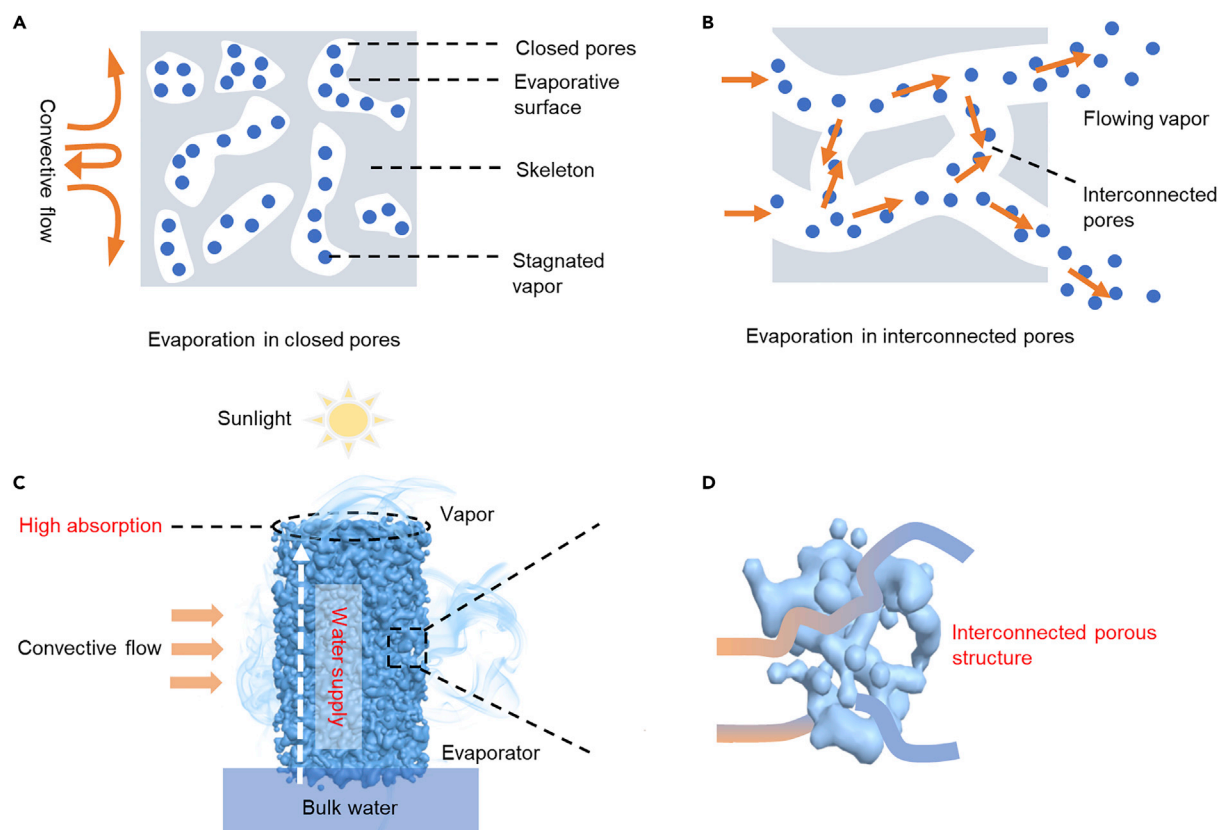 A
Convective flow
Closed pores
Evaporative
surface
Skeleton
Stagnated
vapor
Evaporation in closed pores
B
Flowing vapor
Interconnected
pores
Evaporation in interconnected pores
Sunlight
C
High absorption
Vapor
Convective flow
Water supply
Evaporator
Bulk water
D
Interconnected porous
structure